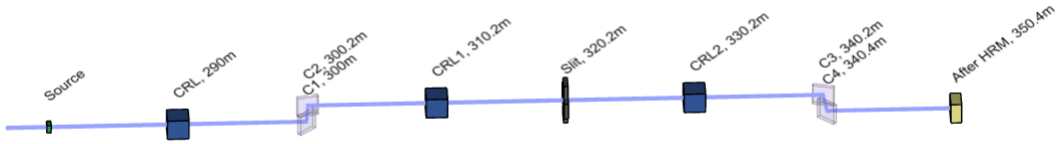 Source
CRL, 290m
C2, 300.2m
C1, 300m
CRL1, 310.2m
Slit, 320.2m
CRL2, 330.2m
C3, 340.2m
C4, 340.4m
After HRM, 350.4m